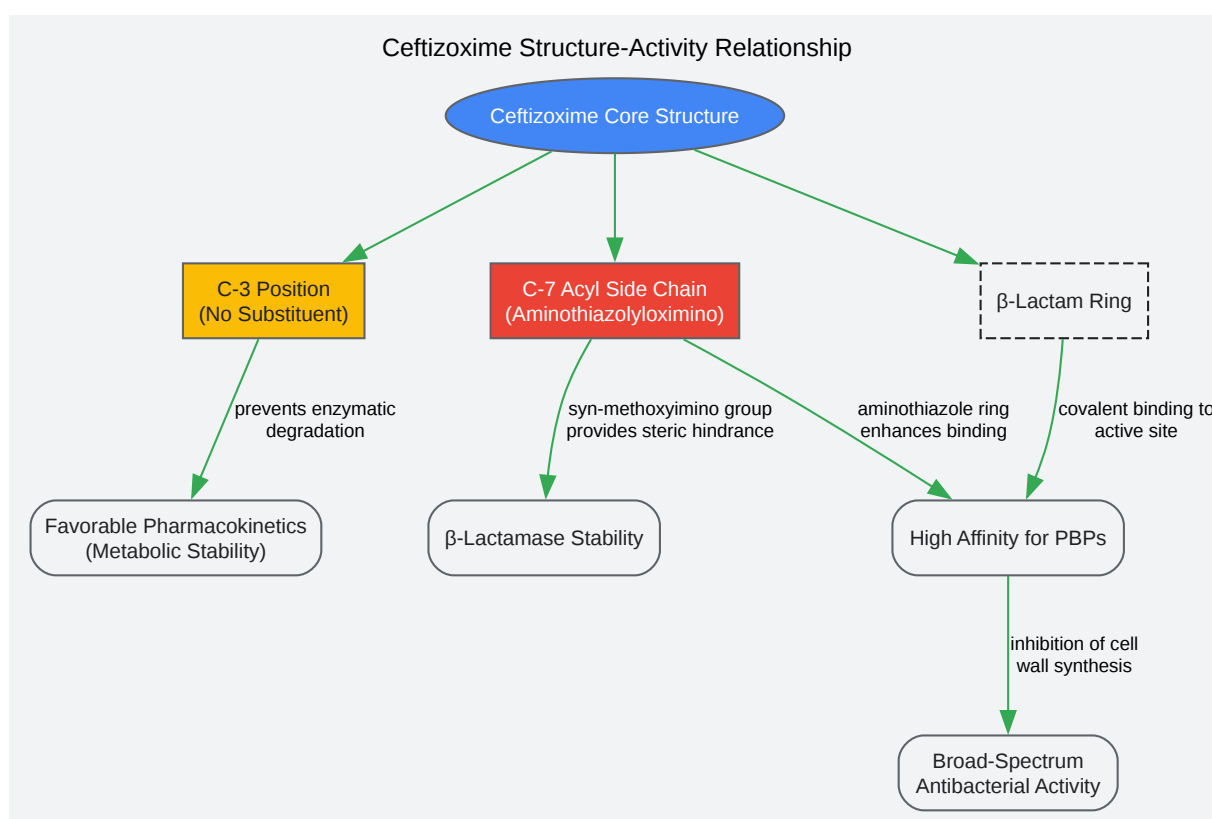 Ceftizoxime Structure-Activity Relationship
Ceftizoxime Core Structure
C-3 Position
(No Substituent)
C-7 Acyl Side Chain
(Aminothiazolyloximino)
β-Lactam Ring
prevents enzymatic
degradation
syn-methoxyimino group
provides steric hindrance
aminothiazole ring
enhances binding
covalent binding to
active site
Favorable Pharmacokinetics
(Metabolic Stability)
β-Lactamase Stability
High Affinity for PBPs
inhibition of cell
wall synthesis
Broad-Spectrum
Antibacterial Activity